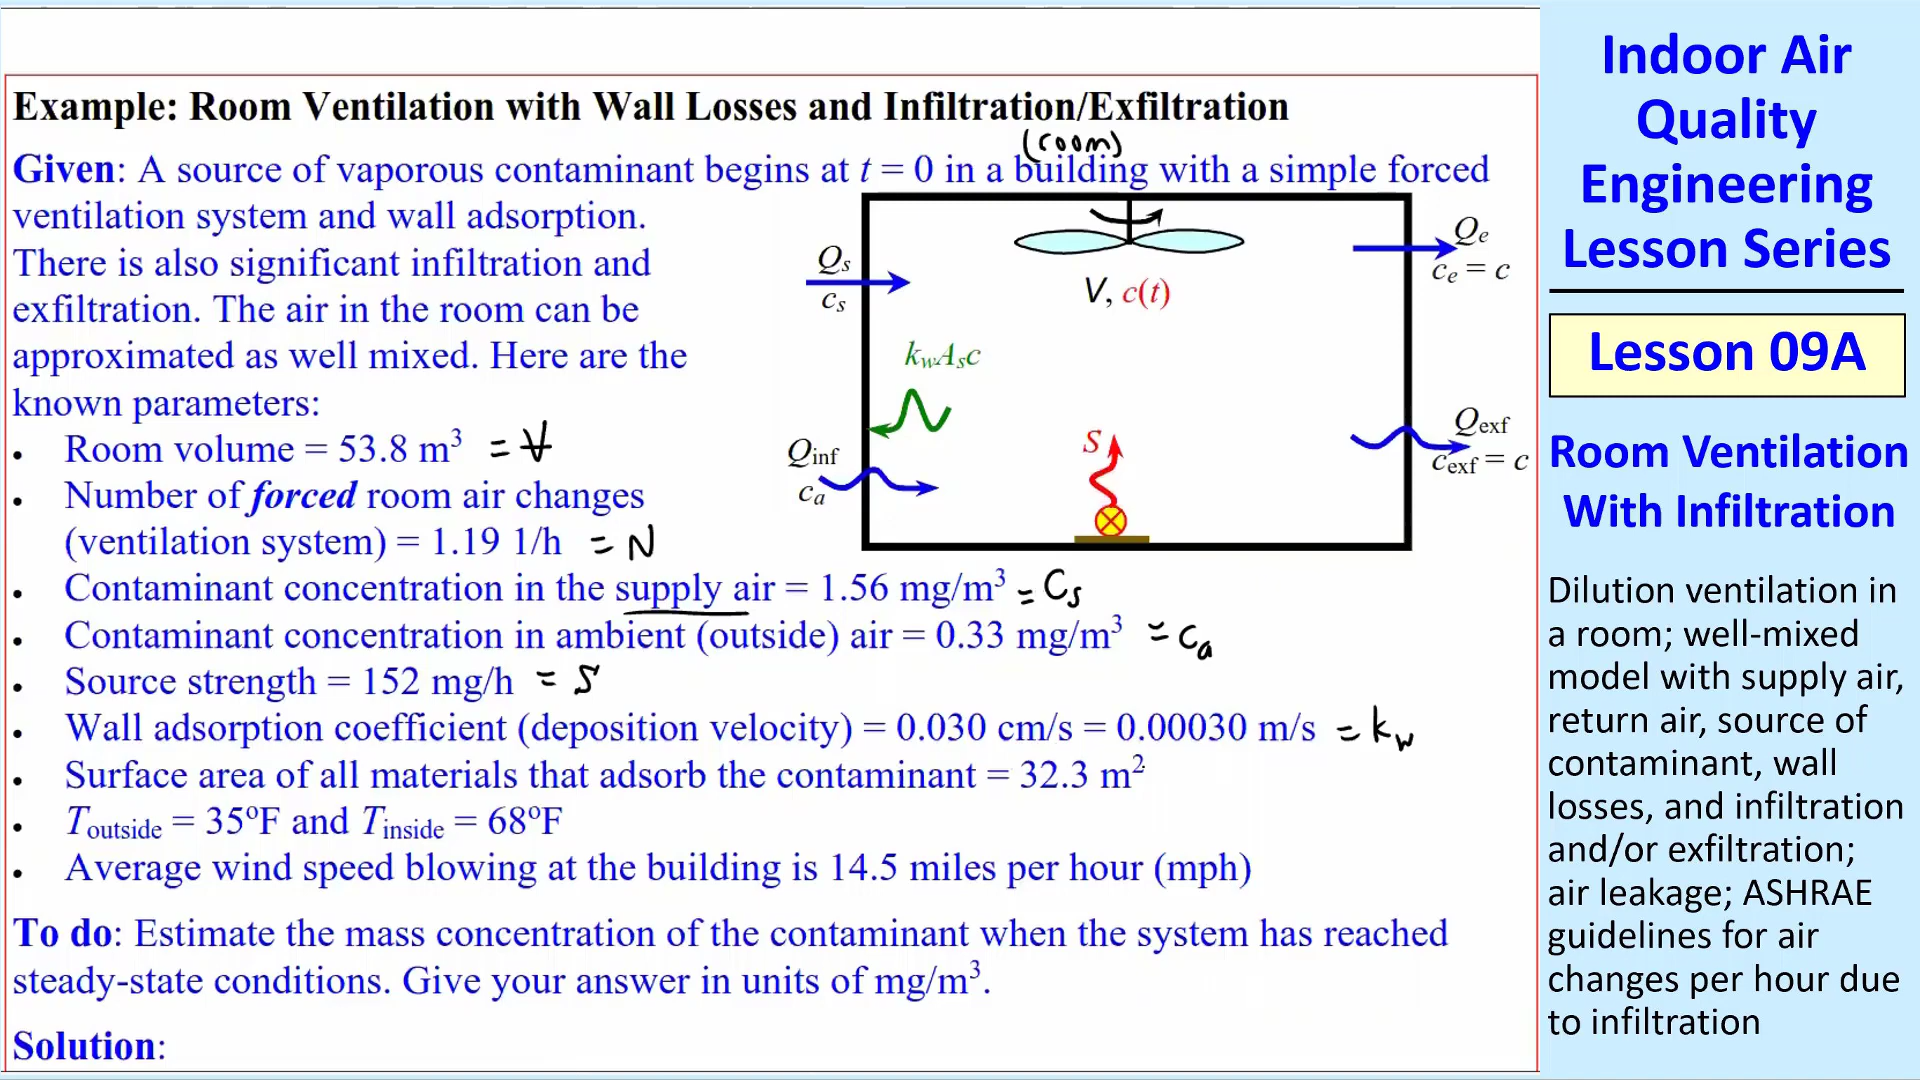 Example: Room Ventilation with Wall Losses and Infiltration/Exfiltration
(room)
Given: A source of vaporous contaminant begins at t = 0 in a building with a simple forced
ventilation system and wall adsorption.
There is also significant infiltration and
exfiltration. The air in the room can be
approximated as well mixed. Here are the
known parameters:
• Room volume = 53.8 m³ = V
• Number of forced room air changes
(ventilation system) = 1.19 1/h = N
• Contaminant concentration in the supply air = 1.56 mg/m³ = Cs
• Contaminant concentration in ambient (outside) air = 0.33 mg/m³ = ca
• Source strength = 152 mg/h = S
• Wall adsorption coefficient (deposition velocity) = 0.030 cm/s = 0.00030 m/s = kw
• Surface area of all materials that adsorb the contaminant = 32.3 m²
• Toutside = 35ºF and Tinside = 68ºF
• Average wind speed blowing at the building is 14.5 miles per hour (mph)
To do: Estimate the mass concentration of the contaminant when the system has reached
steady-state conditions. Give your answer in units of mg/m³.
Solution:
Qs
cs
V, c(t)
Qe
ce = c
kwAsc
Qinf
ca
S
Qexf
cexf = c
Indoor Air
Quality
Engineering
Lesson Series
Lesson 09A
Room Ventilation
With Infiltration
Dilution ventilation in
a room; well-mixed
model with supply air,
return air, source of
contaminant, wall
losses, and infiltration
and/or exfiltration;
air leakage; ASHRAE
guidelines for air
changes per hour due
to infiltration